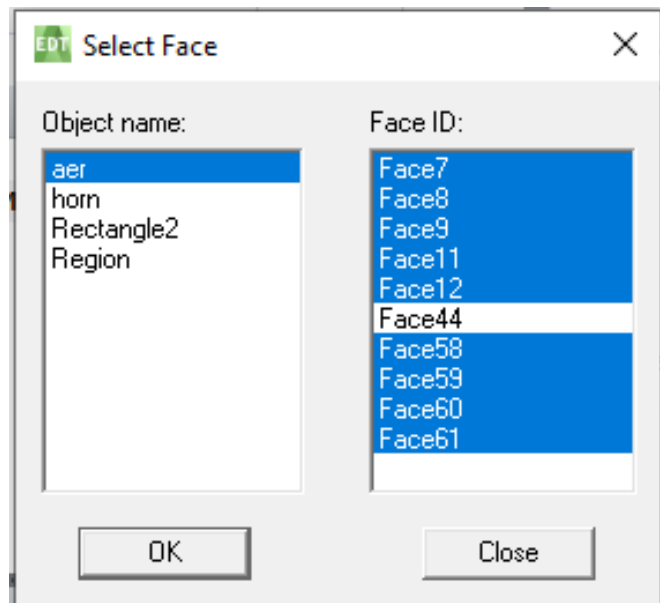 EDT Select Face
Object name:
aer
horn
Rectangle2
Region
Face ID:
Face7
Face8
Face9
Face11
Face12
Face44
Face58
Face59
Face60
Face61
OK
Close